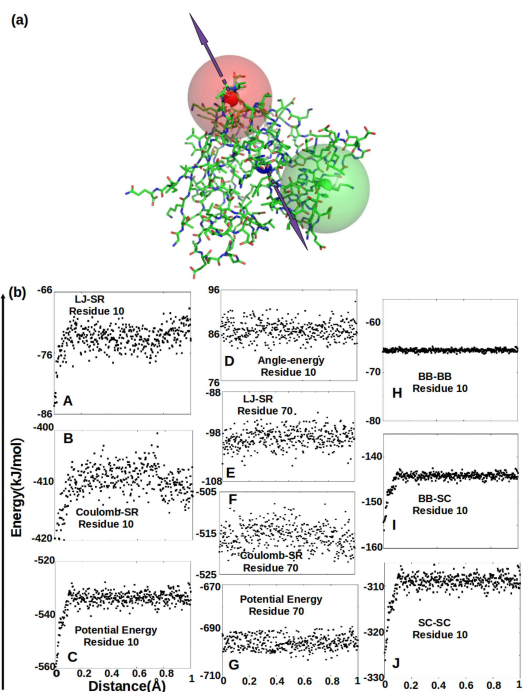 (a)
(b)
Energy(kJ/mol)
-66
-76
-86
LJ-SR
Residue 10
A
-400
-410
-420
B
Coulomb-SR
Residue 10
-520
-540
-560
Potential Energy
Residue 10
C
0 0.2 0.4 0.6 0.8 1
Distance(Å)
96
86
76
D
Angle-energy
Residue 10
-88
-98
-108
LJ-SR
Residue 70
E
-505
-515
-525
F
Coulomb-SR
Residue 70
-670
-690
-710
Potential Energy
Residue 70
G
0 0.2 0.4 0.6 0.8 1
-60
-70
-80
BB-BB
H
Residue 10
-140
-150
-160
BB-SC
I
Residue 10
-310
-320
-330
SC-SC
Residue 10
J
0 0.2 0.4 0.6 0.8 1